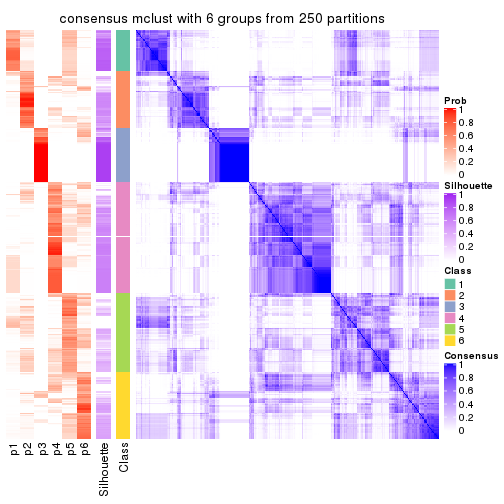 consensus mclust with 6 groups from 250 partitions
Prob
1
0.8
0.6
0.4
0.2
0
Silhouette
1
0.8
0.6
0.4
0.2
0
Class
1
2
3
4
5
6
Consensus
1
0.8
0.6
0.4
0.2
0
p1
p2
p3
p4
p5
p6
Silhouette
Class